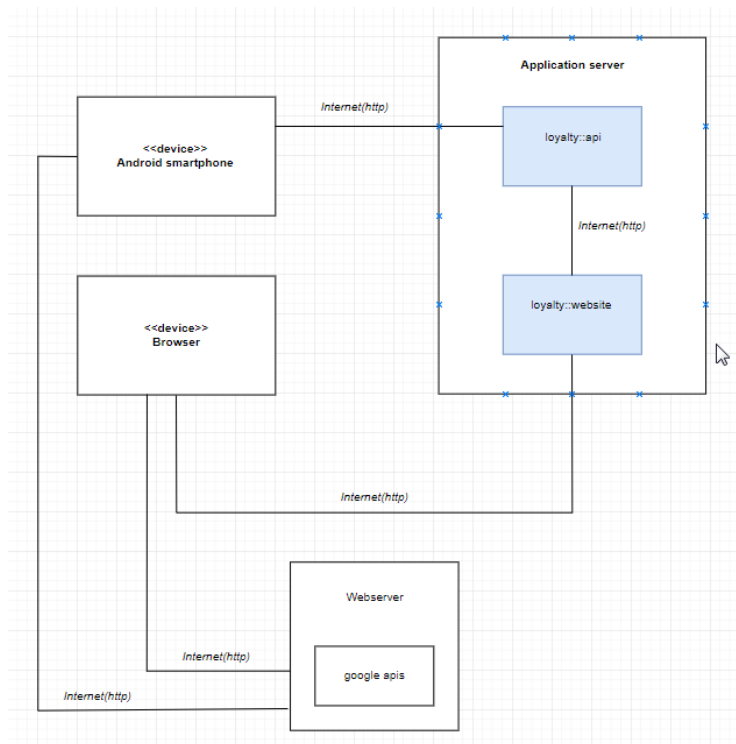 Application server
Internet(http)
<<device>>
Android smartphone
loyalty::api
Internet(http)
<<device>>
Browser
loyalty::website
Internet(http)
Webserver
Internet(http)
google apis
Internet(http)